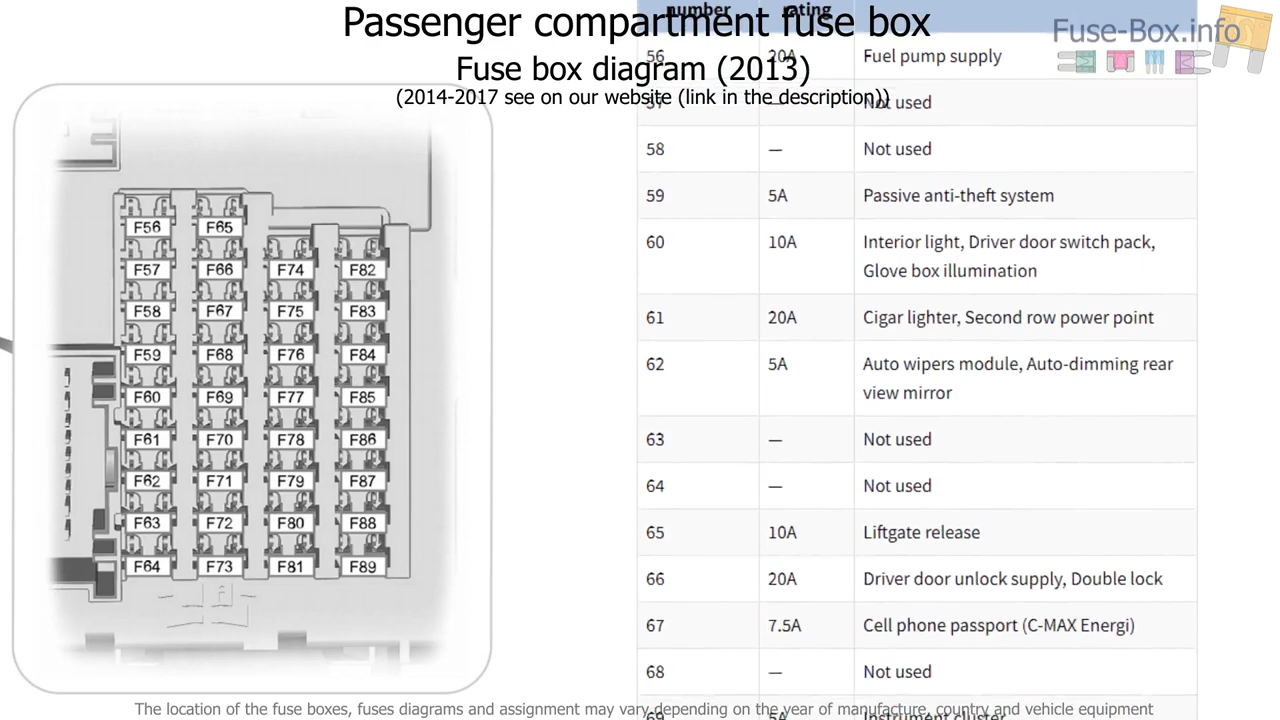 Passenger compartment fuse box
Fuse box diagram (2013)
(2014-2017 see on our website (link in the description))
Fuse-Box.info
number rating
56 20A Fuel pump supply
57 — Not used
58 — Not used
59 5A Passive anti-theft system
60 10A Interior light, Driver door switch pack,
Glove box illumination
61 20A Cigar lighter, Second row power point
62 5A Auto wipers module, Auto-dimming rear
view mirror
63 — Not used
64 — Not used
65 10A Liftgate release
66 20A Driver door unlock supply, Double lock
67 7.5A Cell phone passport (C-MAX Energi)
68 — Not used
69 5A Instrument cluster
F56 F65
F57 F66 F74 F82
F58 F67 F75 F83
F59 F68 F76 F84
F60 F69 F77 F85
F61 F70 F78 F86
F62 F71 F79 F87
F63 F72 F80 F88
F64 F73 F81 F89
The location of the fuse boxes, fuses diagrams and assignment may vary depending on the year of manufacture, country and vehicle equipment